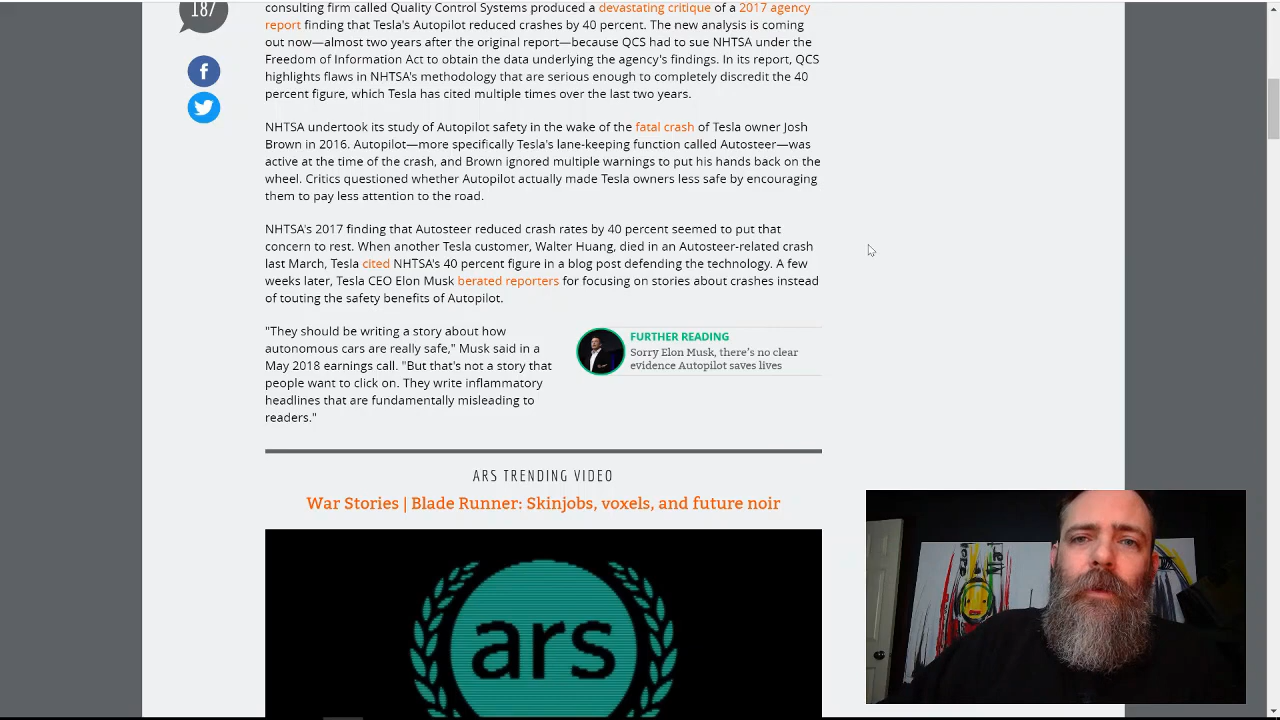 187
consulting firm called Quality Control Systems produced a devastating critique of a 2017 agency
report finding that Tesla's Autopilot reduced crashes by 40 percent. The new analysis is coming
out now—almost two years after the original report—because QCS had to sue NHTSA under the
Freedom of Information Act to obtain the data underlying the agency's findings. In its report, QCS
highlights flaws in NHTSA's methodology that are serious enough to completely discredit the 40
percent figure, which Tesla has cited multiple times over the last two years.
NHTSA undertook its study of Autopilot safety in the wake of the fatal crash of Tesla owner Josh
Brown in 2016. Autopilot—more specifically Tesla's lane-keeping function called Autosteer—was
active at the time of the crash, and Brown ignored multiple warnings to put his hands back on the
wheel. Critics questioned whether Autopilot actually made Tesla owners less safe by encouraging
them to pay less attention to the road.
NHTSA's 2017 finding that Autosteer reduced crash rates by 40 percent seemed to put that
concern to rest. When another Tesla customer, Walter Huang, died in an Autosteer-related crash
last March, Tesla cited NHTSA's 40 percent figure in a blog post defending the technology. A few
weeks later, Tesla CEO Elon Musk berated reporters for focusing on stories about crashes instead
of touting the safety benefits of Autopilot.
"They should be writing a story about how
autonomous cars are really safe," Musk said in a
May 2018 earnings call. "But that's not a story that
people want to click on. They write inflammatory
headlines that are fundamentally misleading to
readers."
FURTHER READING
Sorry Elon Musk, there's no clear
evidence Autopilot saves lives
ARS TRENDING VIDEO
War Stories | Blade Runner: Skinjobs, voxels, and future noir
ars